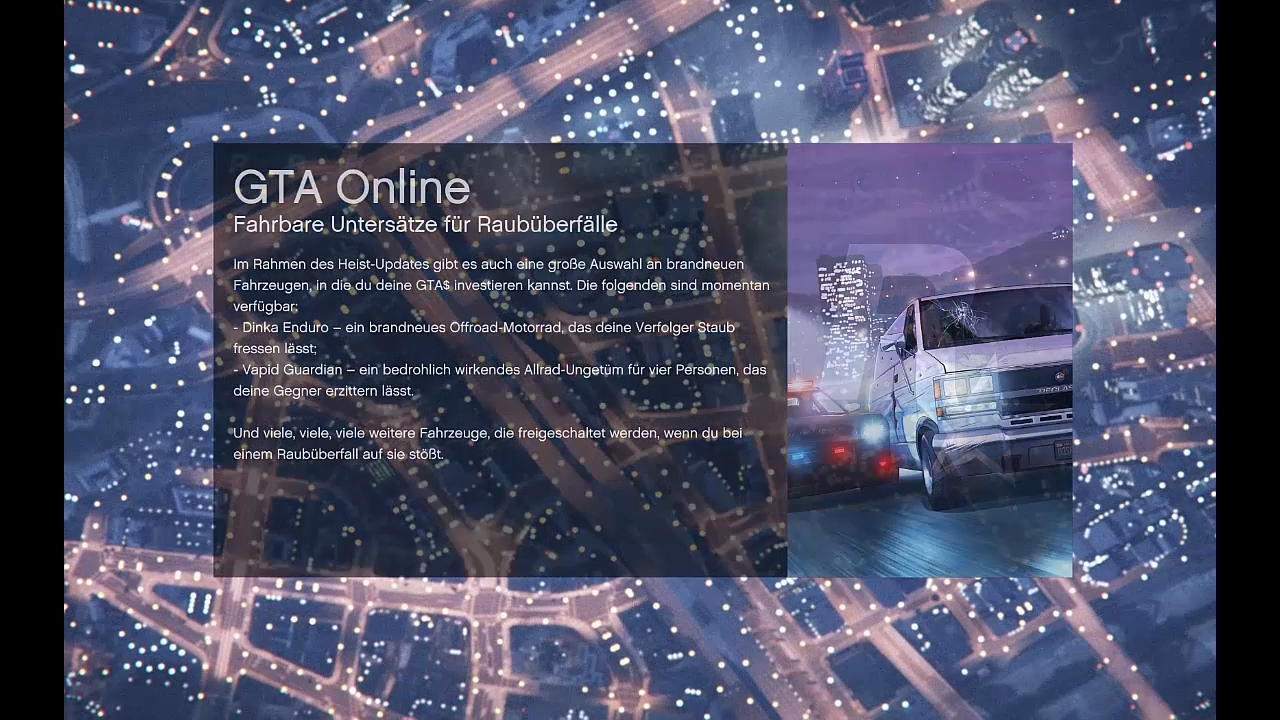 GTA Online
Fahrbare Untersätze für Raubüberfälle
Im Rahmen des Heist-Updates gibt es auch eine große Auswahl an brandneuen
Fahrzeugen, in die du deine GTA$ investieren kannst. Die folgenden sind momentan
verfügbar:
- Dinka Enduro – ein brandneues Offroad-Motorrad, das deine Verfolger Staub
fressen lässt;
- Vapid Guardian – ein bedrohlich wirkendes Allrad-Ungetüm für vier Personen, das
deine Gegner erzittern lässt.
Und viele, viele, viele weitere Fahrzeuge, die freigeschaltet werden, wenn du bei
einem Raubüberfall auf sie stößt.